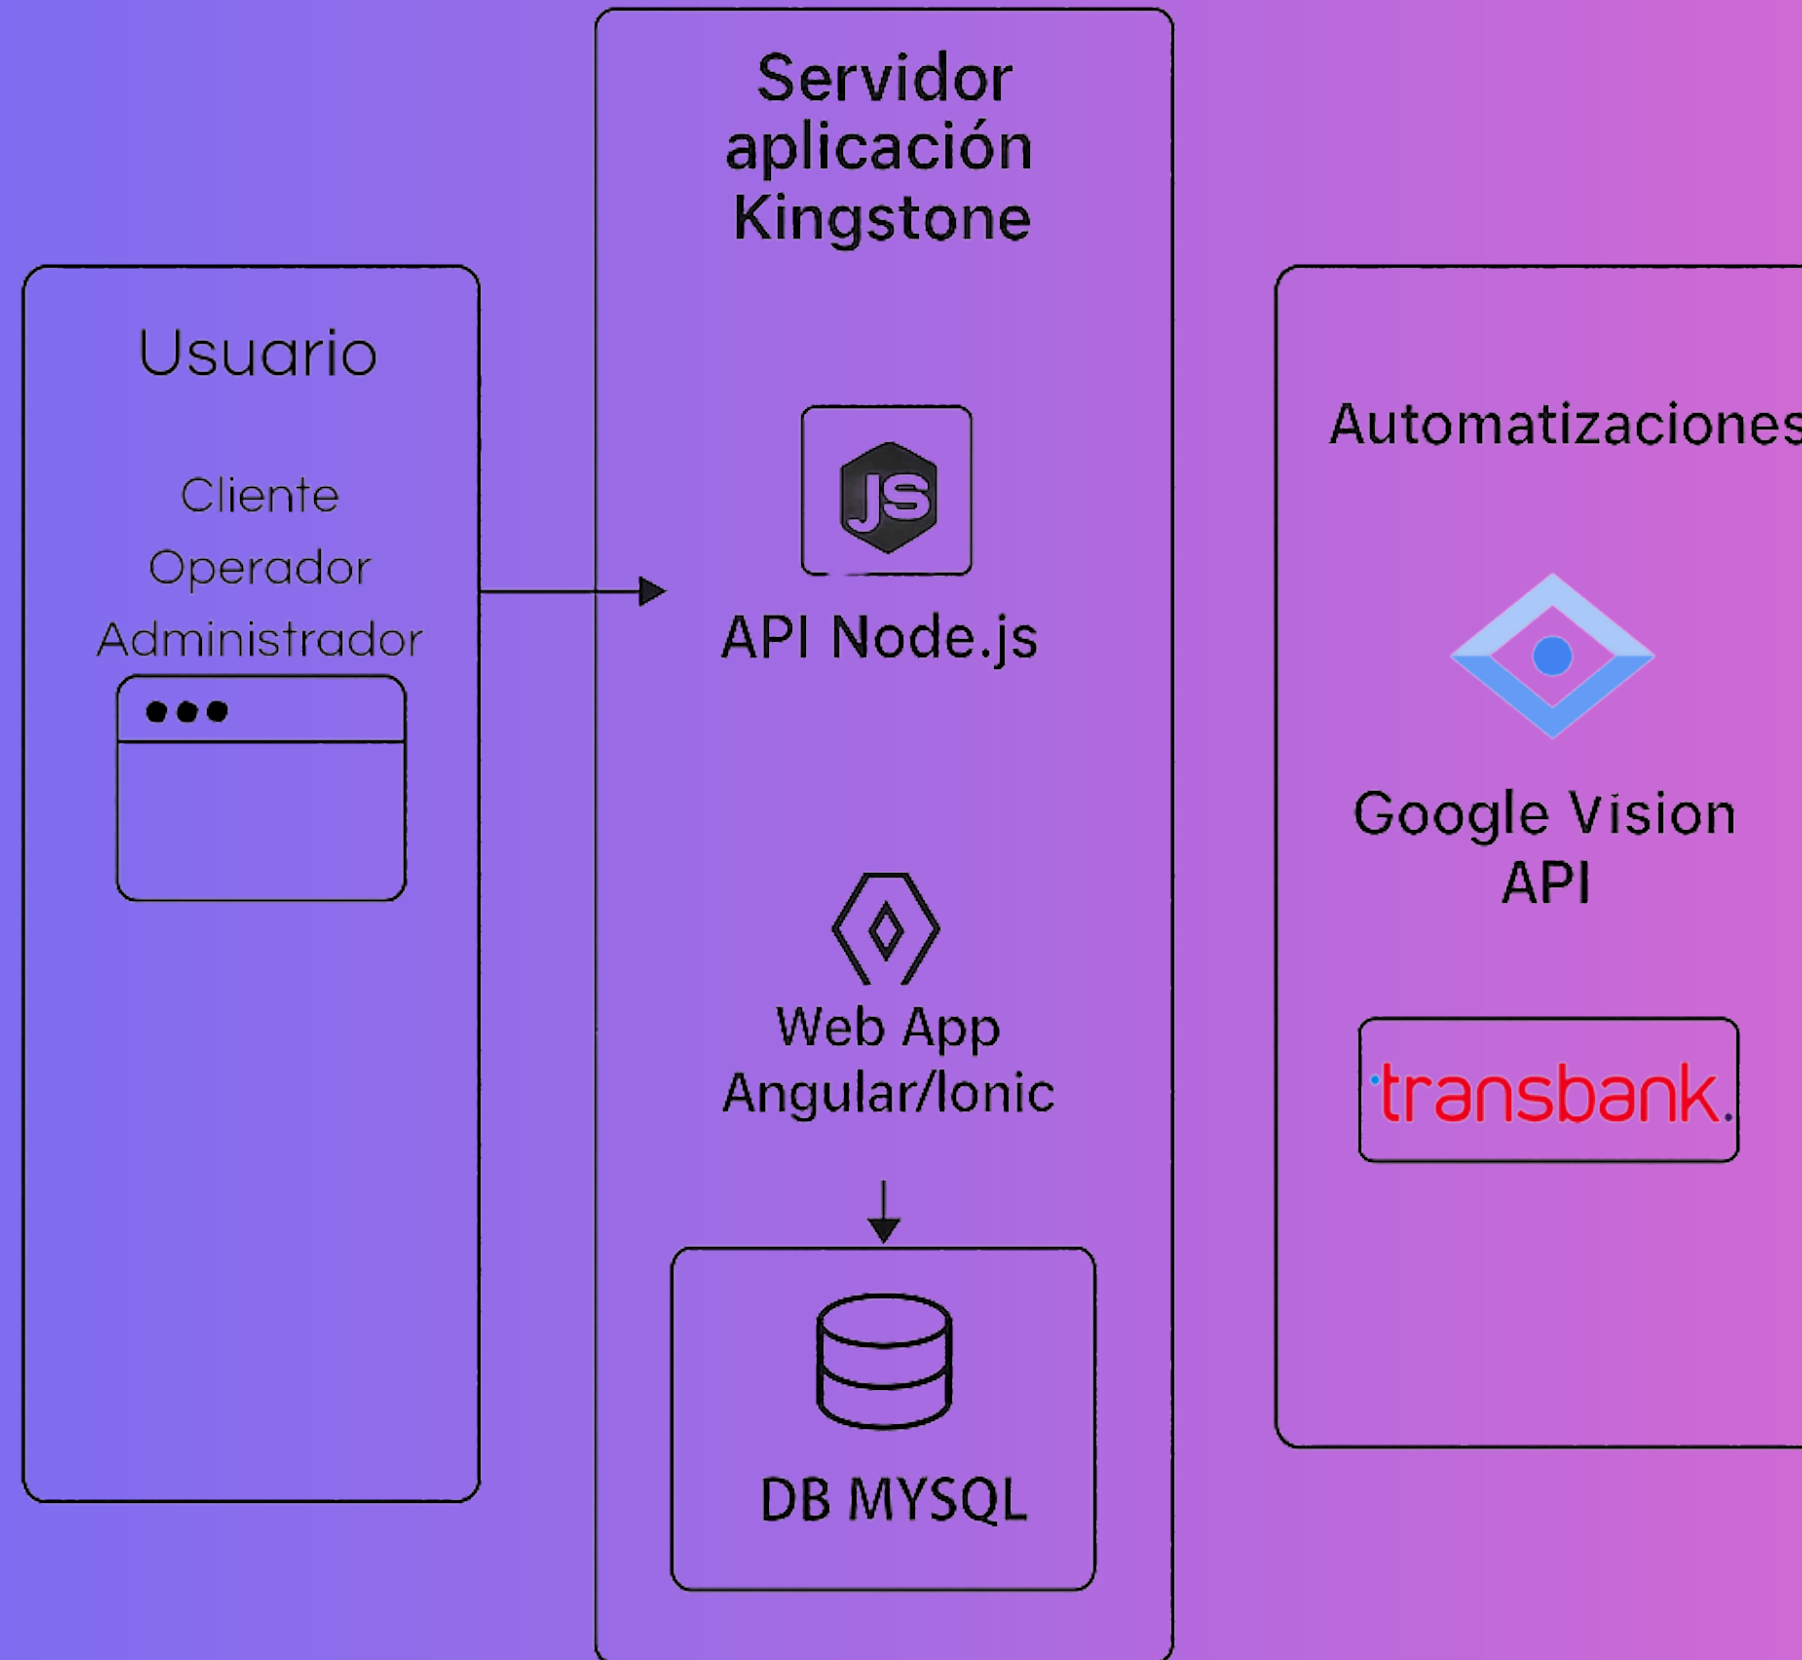 Usuario
Cliente
Operador
Administrador
Servidor
aplicación
Kingstone
JS
API Node.js
Web App
Angular/Ionic
DB MYSQL
Automatizaciones
Google Vision
API
transbank.